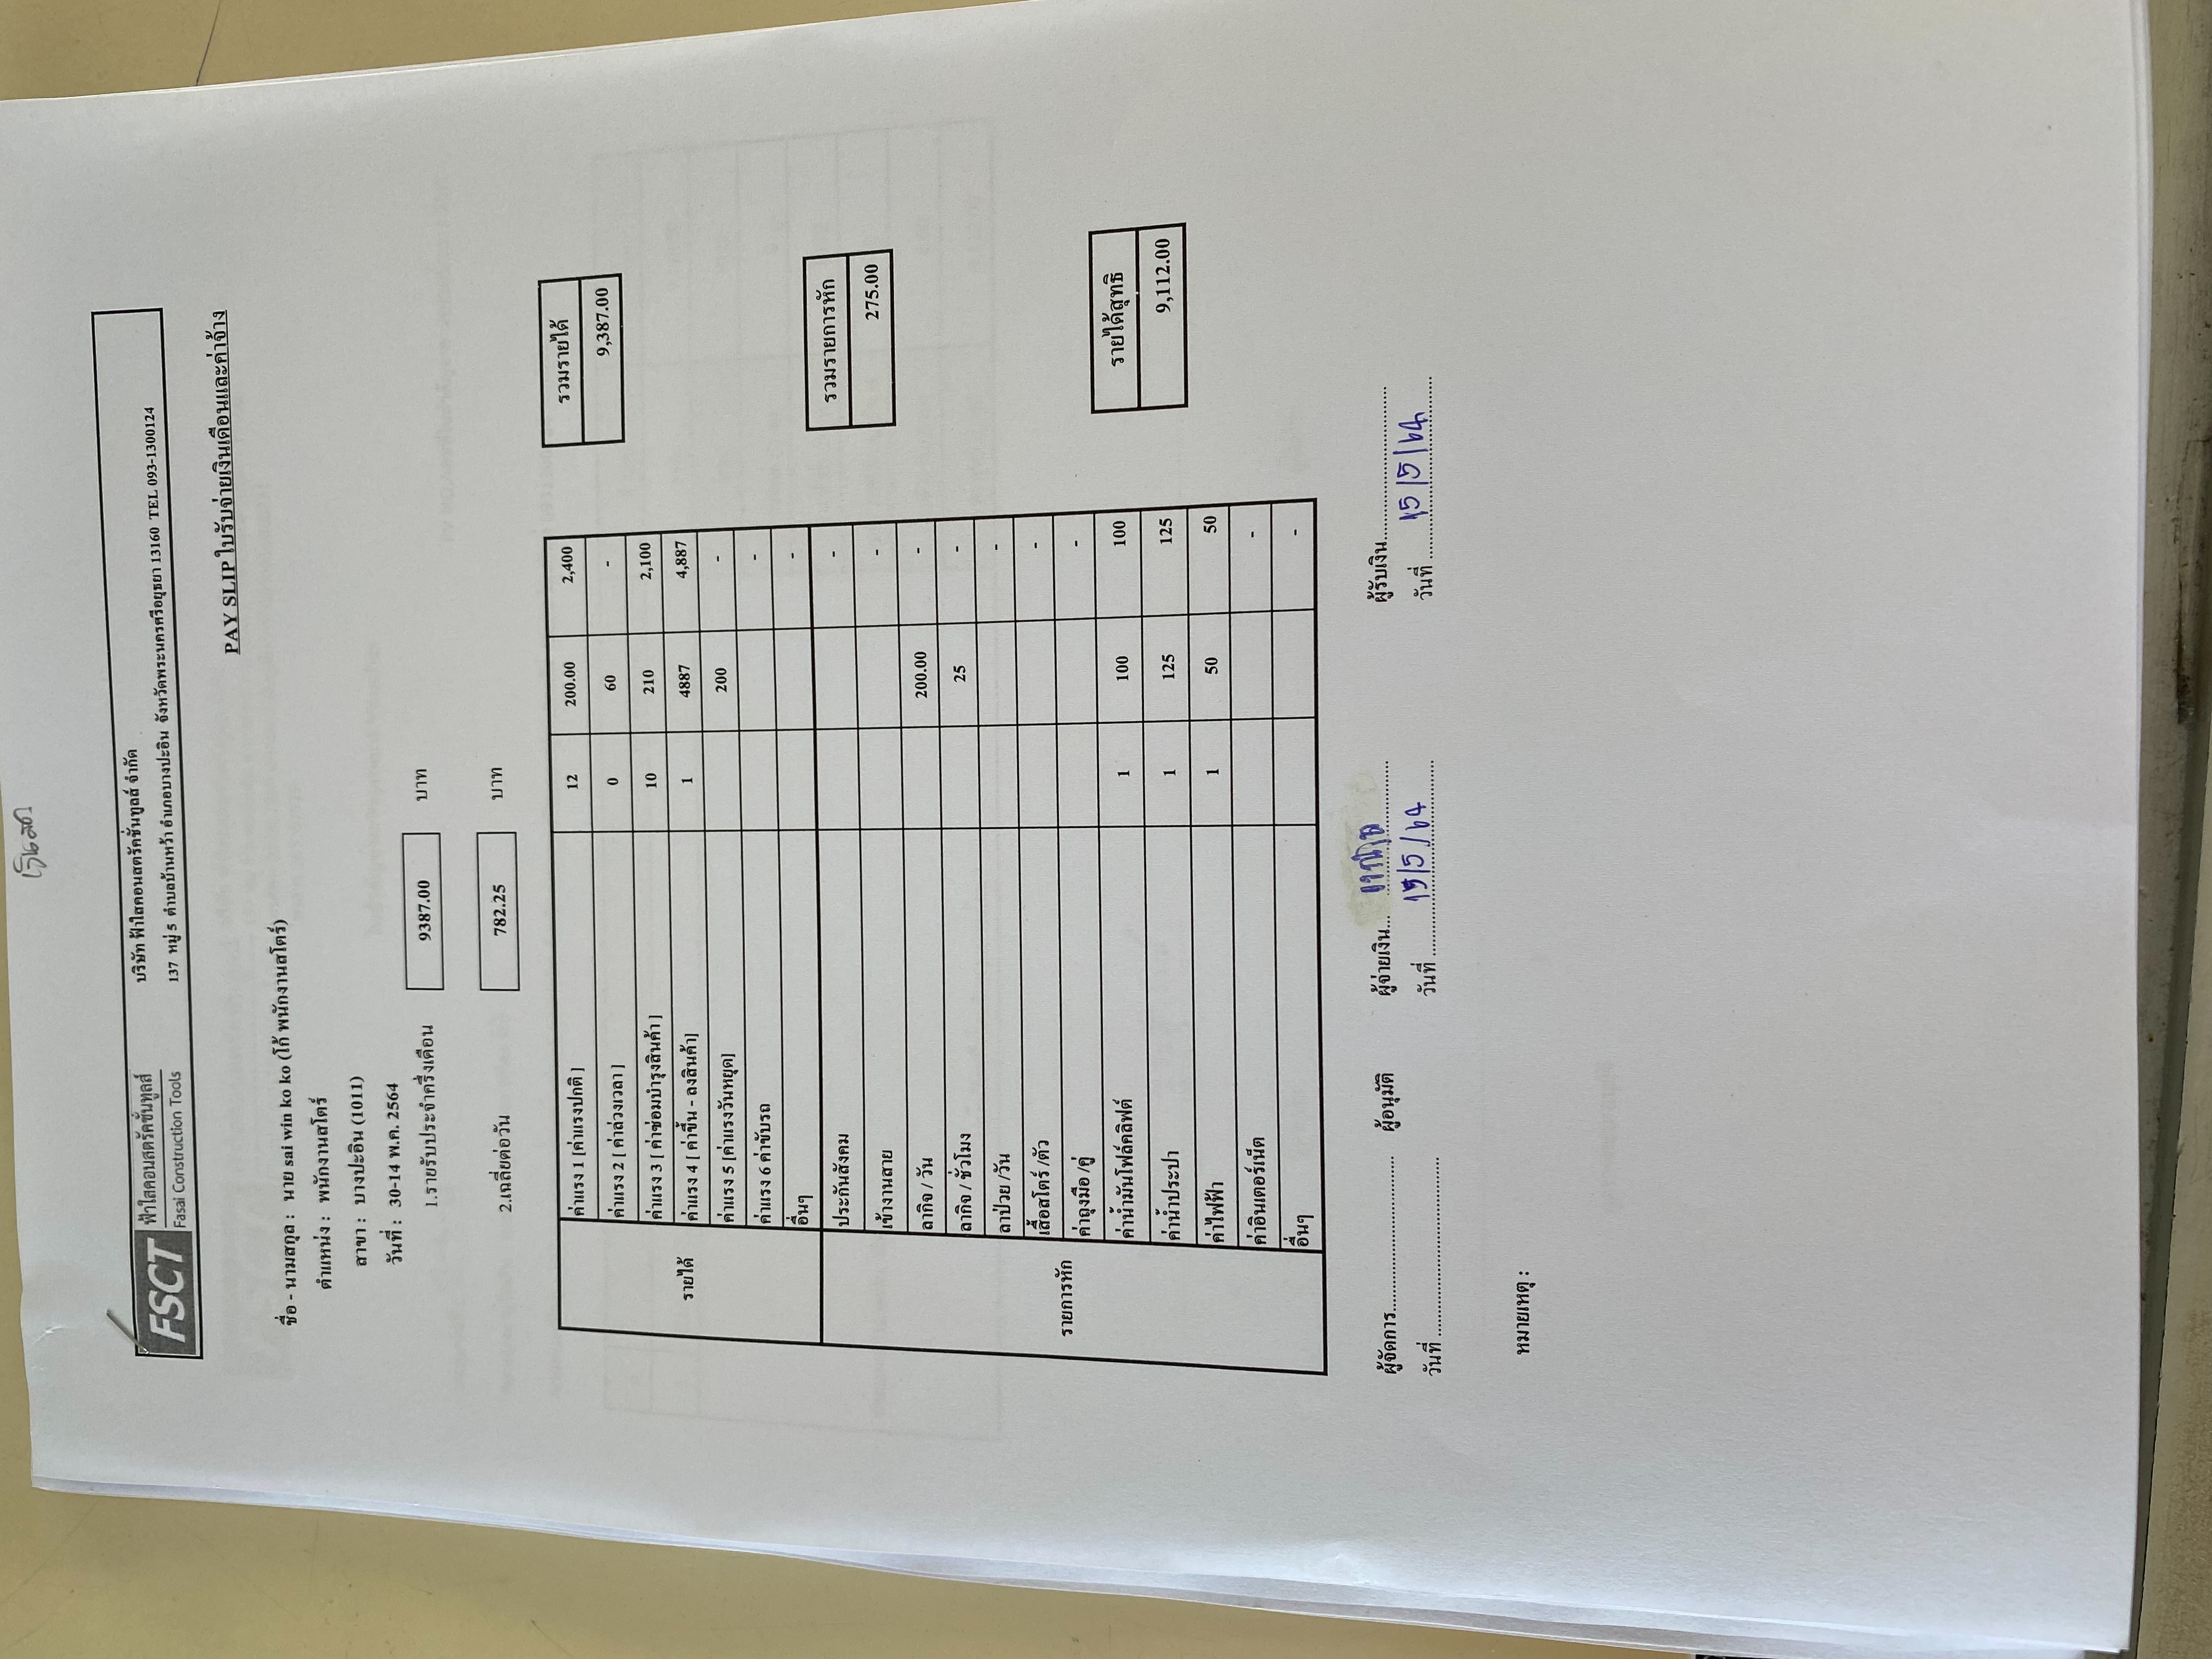 เงินสด
FSCT ฟ้าใสคอนสตรัคชั่นทูลส์
Fasai Construction Tools
บริษัท ฟ้าใสคอนสตรัคชั่นทูลส์ จำกัด
137 หมู่ 5 ตำบลบ้านหว้า อำเภอบางปะอิน จังหวัดพระนครศรีอยุธยา 13160 TEL 093-1300124
PAY SLIP ใบรับจ่ายเงินเดือนและค่าจ้าง
ชื่อ - นามสกุล : นาย sai win ko ko (โก้ พนักงานสโตร์)
ตำแหน่ง : พนักงานสโตร์
สาขา : บางปะอิน (1011)
วันที่ : 30-14 พ.ค. 2564
1.รายรับประจำครึ่งเดือน 9387.00 บาท
2.เฉลี่ยต่อวัน 782.25 บาท
รายได้
ค่าแรง 1 [ค่าแรงปกติ ] 12 200.00 2,400
ค่าแรง 2 [ ค่าล่วงเวลา ] 0 60 -
ค่าแรง 3 [ ค่าซ่อมบำรุงสินค้า ] 10 210 2,100
ค่าแรง 4 [ ค่าขึ้น - ลงสินค้า] 1 4887 4,887
ค่าแรง 5 [ค่าแรงวันหยุด] 200 -
ค่าแรง 6 ค่าขับรถ -
อื่นๆ -
รวมรายได้
9,387.00
รายการหัก
ประกันสังคม -
เข้างานสาย -
ลากิจ / วัน 200.00 -
ลากิจ / ชั่วโมง 25 -
ลาป่วย /วัน -
เสื้อสโตร์ /ตัว -
ค่าถุงมือ /คู่ -
ค่าน้ำมันโฟล์คลิฟต์ 1 100 100
ค่าน้ำประปา 1 125 125
ค่าไฟฟ้า 1 50 50
ค่าอินเตอร์เน็ต -
อื่นๆ -
รวมรายการหัก
275.00
รายได้สุทธิ
9,112.00
ผู้จัดการ.................................. ผู้อนุมัติ ผู้จ่ายเงิน... .............................. ผู้รับเงิน..................................
วันที่ ....................................... วันที่ 15/5/64 วันที่ 15/5/64
หมายเหตุ :